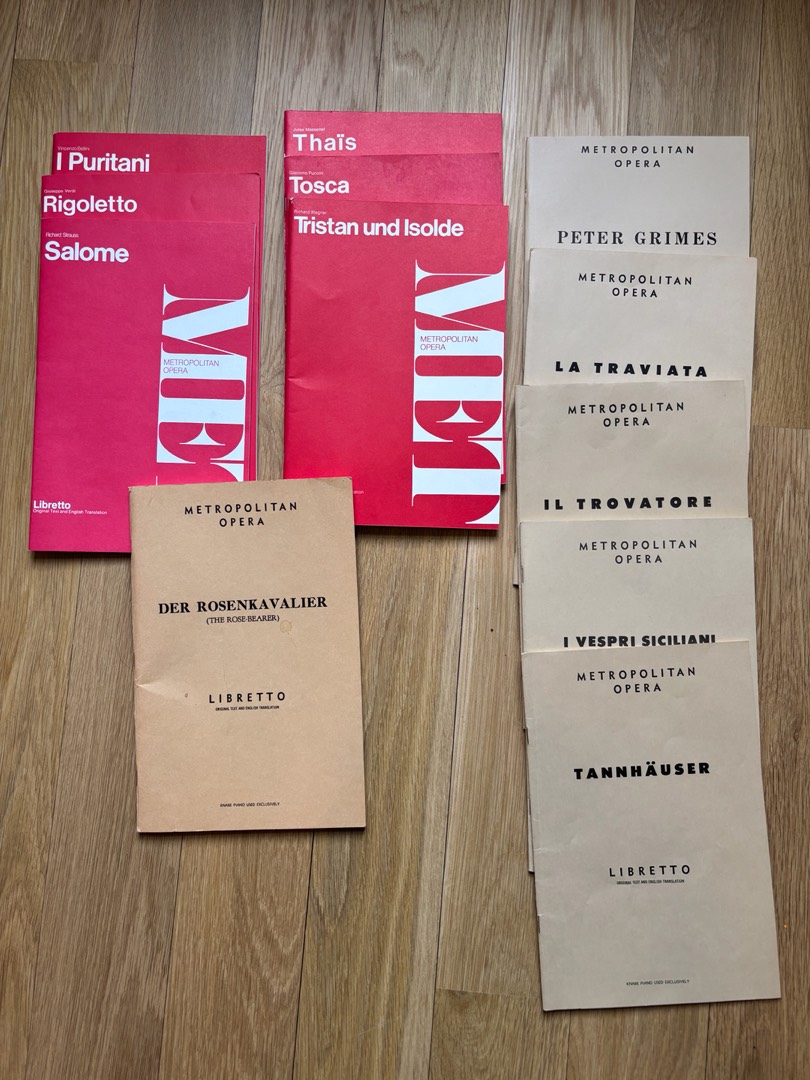 Vincenzo Bellini
I Puritani
Giuseppe Verdi
Rigoletto
Richard Strauss
Salome
METROPOLITAN
OPERA
MET
Libretto
Original Text and English Translation
Jules Massenet
Thaïs
Giacomo Puccini
Tosca
Richard Wagner
Tristan und Isolde
METROPOLITAN
OPERA
MET
METROPOLITAN
OPERA
DER ROSENKAVALIER
(THE ROSE-BEARER)
LIBRETTO
ORIGINAL TEXT AND ENGLISH TRANSLATION
KNABE PIANO USED EXCLUSIVELY
METROPOLITAN
OPERA
PETER GRIMES
METROPOLITAN
OPERA
LA TRAVIATA
METROPOLITAN
OPERA
IL TROVATORE
METROPOLITAN
OPERA
I VESPRI SICILIANI
METROPOLITAN
OPERA
TANNHÄUSER
LIBRETTO
ORIGINAL TEXT AND ENGLISH TRANSLATION
KNABE PIANO USED EXCLUSIVELY